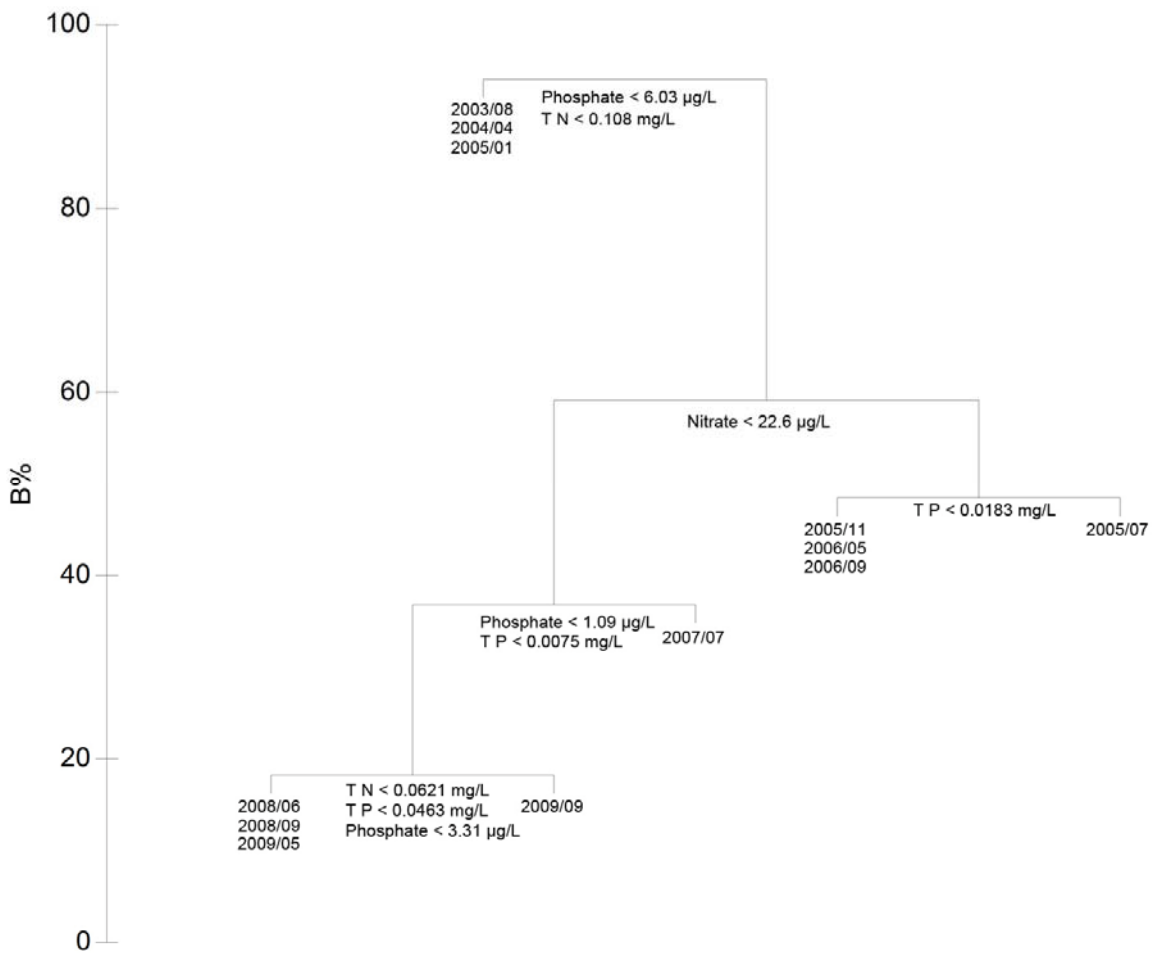 100
2003/08
2004/04
2005/01
Phosphate < 6.03 µg/L
T N < 0.108 mg/L
80
60
Nitrate < 22.6 µg/L
B%
T P < 0.0183 mg/L
2005/11
2006/05
2006/09
2005/07
40
Phosphate < 1.09 µg/L
T P < 0.0075 mg/L
2007/07
20
2008/06
2008/09
2009/05
T N < 0.0621 mg/L
T P < 0.0463 mg/L
Phosphate < 3.31 µg/L
2009/09
0